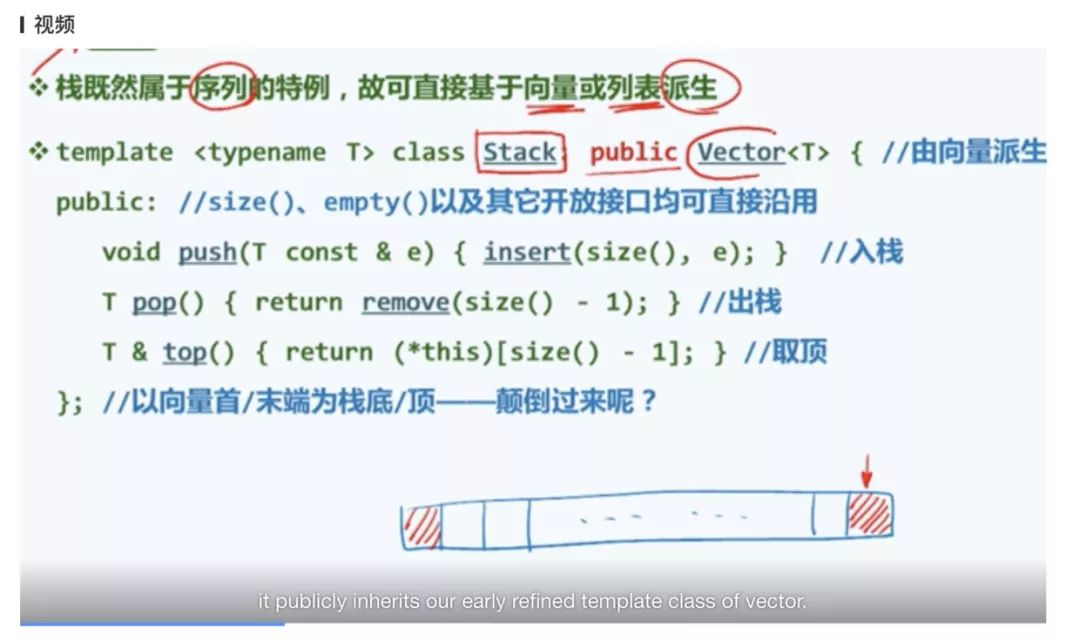 视频
❖栈既然属于序列的特例，故可直接基于向量或列表派生
❖template <typename T> class Stack: public Vector<T> { //由向量派生
public: //size()、empty()以及其它开放接口均可直接沿用
void push(T const & e) { insert(size(), e); } //入栈
T pop() { return remove(size() - 1); } //出栈
T & top() { return (*this)[size() - 1]; } //取顶
}; //以向量首/末端为栈底/顶——颠倒过来呢？
it publicly inherits our early refined template class of vector.